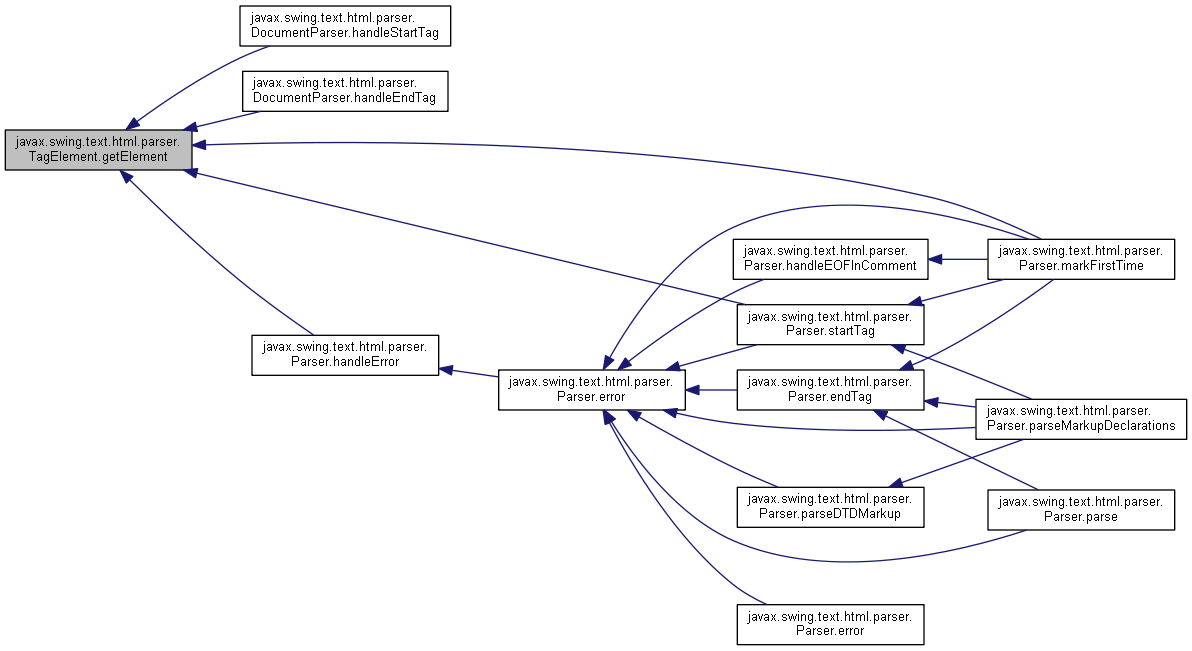 javax.swing.text.html.parser.
DocumentParser.handleStartTag
javax.swing.text.html.parser.
DocumentParser.handleEndTag
javax.swing.text.html.parser.
TagElement.getElement
javax.swing.text.html.parser.
Parser.handleEOFInComment
javax.swing.text.html.parser.
Parser.markFirstTime
javax.swing.text.html.parser.
Parser.startTag
javax.swing.text.html.parser.
Parser.handleError
javax.swing.text.html.parser.
Parser.error
javax.swing.text.html.parser.
Parser.endTag
javax.swing.text.html.parser.
Parser.parseMarkupDeclarations
javax.swing.text.html.parser.
Parser.parseDTDMarkup
javax.swing.text.html.parser.
Parser.parse
javax.swing.text.html.parser.
Parser.error